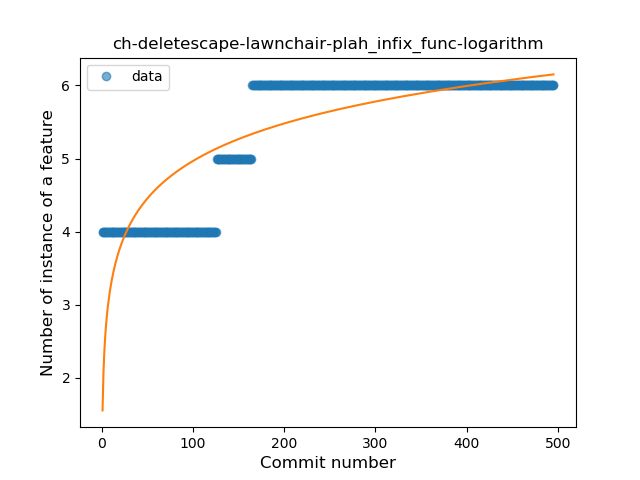 ch-deletescape-lawnchair-plah_infix_func-logarithm
data
Number of instance of a feature
6
5
4
3
2
0 100 200 300 400 500
Commit number